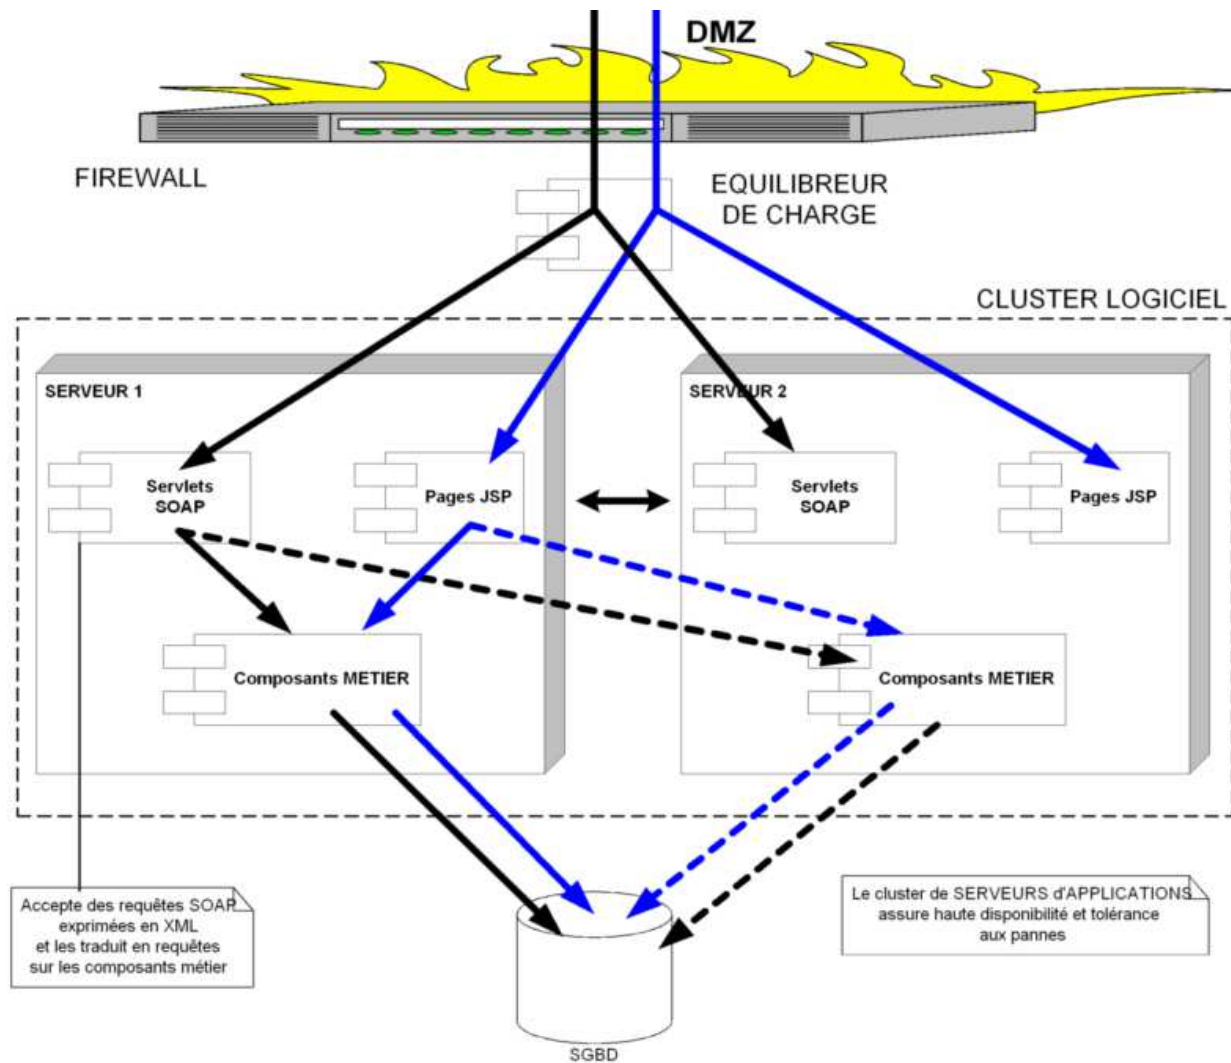 DMZ
FIREWALL
EQUILIBREUR
DE CHARGE
CLUSTER LOGICIEL
SERVEUR 1
SERVEUR 2
Servlets
SOAP
Pages JSP
Servlets
SOAP
Pages JSP
Composants METIER
Composants METIER
Accepte des requêtes SOAP
exprimées en XML
et les traduit en requêtes
sur les composants métier
Le cluster de SERVEURS d'APPLICATIONS
assure haute disponibilité et tolérance
aux pannes
SGBD